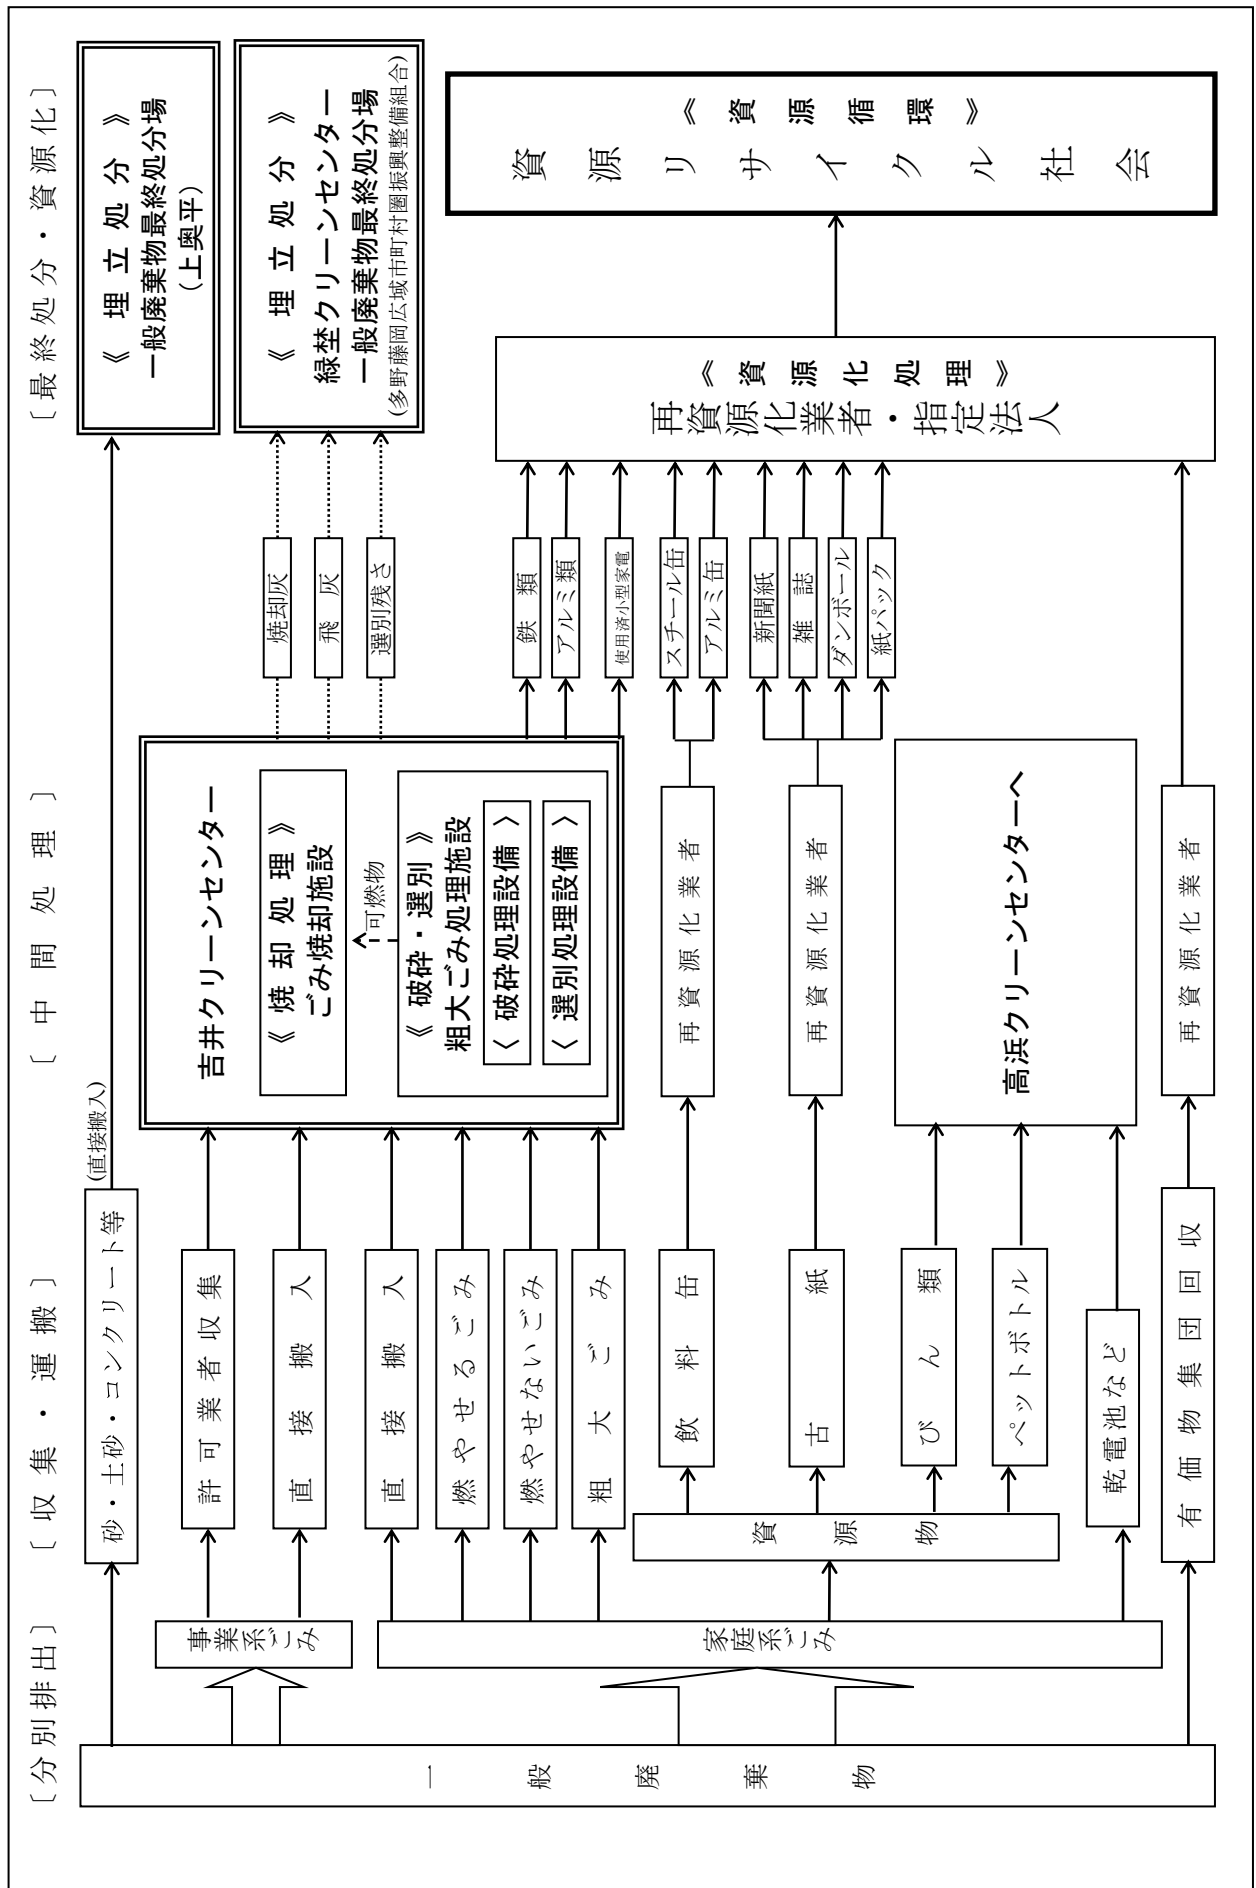 〔分別排出〕
〔収集・運搬〕
〔中間処理〕
〔最終処分・資源化〕
一般廃棄物
事業系ごみ
家庭系ごみ
砂・土砂・コンクリート等
(直接搬入)
許可業者収集
直接搬入
直接搬入
燃やせるごみ
燃やせないごみ
粗大ごみ
資源物
飲料缶
古紙
びん類
ペットボトル
乾電池など
有価物集団回収
吉井クリーンセンター
《焼却処理》
ごみ焼却施設
可燃物
《破砕・選別》
粗大ごみ処理施設
〈破砕処理設備〉
〈選別処理設備〉
再資源化業者
再資源化業者
高浜クリーンセンターへ
再資源化業者
焼却灰
飛灰
選別残さ
鉄類
アルミ類
使用済小型家電
スチール缶
アルミ缶
新聞紙
雑誌
ダンボール
紙パック
《埋立処分》
一般廃棄物最終処分場
(上奥平)
《埋立処分》
緑埜クリーンセンター
一般廃棄物最終処分場
(多野藤岡広域市町村圏振興整備組合)
《資源化処理》
再資源化業者・指定法人
《資源循環》
資源リサイクル社会